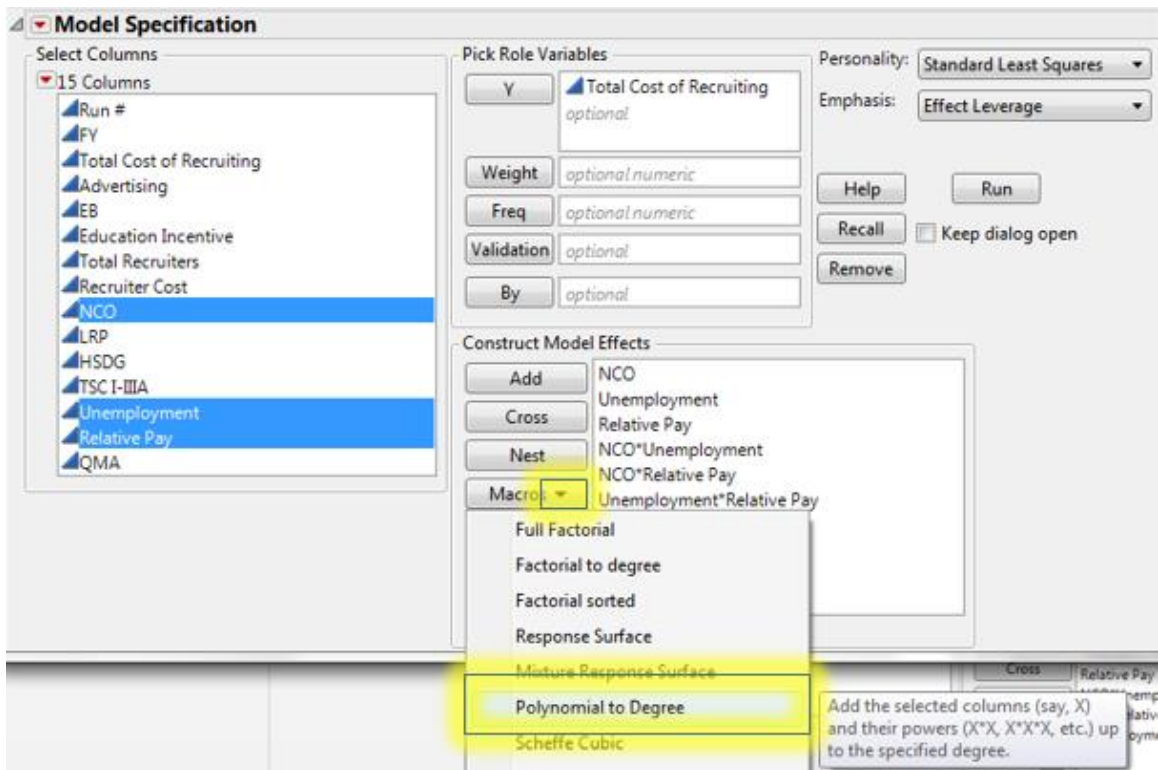 Model Specification
Select Columns
15 Columns
Run #
FY
Total Cost of Recruiting
Advertising
EB
Education Incentive
Total Recruiters
Recruiter Cost
NCO
LRP
HSDG
TSC I-IIIA
Unemployment
Relative Pay
QMA
Pick Role Variables
Y
Total Cost of Recruiting
optional
Weight
optional numeric
Freq
optional numeric
Validation
optional
By
optional
Personality:
Standard Least Squares
Emphasis:
Effect Leverage
Help
Run
Recall
Keep dialog open
Remove
Construct Model Effects
Add
Cross
Nest
Macros
NCO
Unemployment
Relative Pay
NCO*Unemployment
NCO*Relative Pay
Unemployment*Relative Pay
Full Factorial
Factorial to degree
Factorial sorted
Response Surface
Mixture Response Surface
Polynomial to Degree
Scheffe Cubic
Add the selected columns (say, X)
and their powers (X*X, X*X*X, etc.) up
to the specified degree.
Cross
Relative Pay